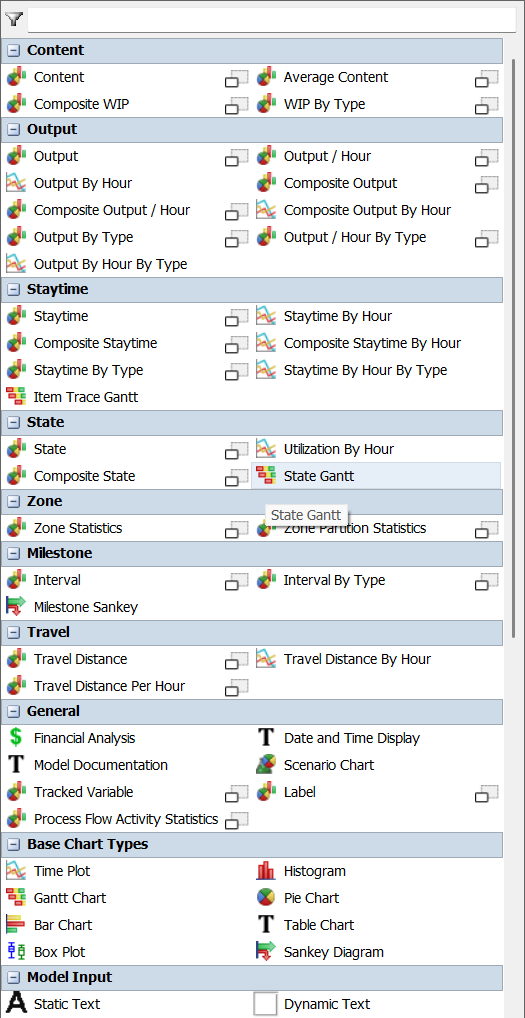 Content
Content Average Content
Composite WIP WIP By Type
Output
Output Output / Hour
Output By Hour Composite Output
Composite Output / Hour Composite Output By Hour
Output By Type Output / Hour By Type
Output By Hour By Type
Staytime
Staytime Staytime By Hour
Composite Staytime Composite Staytime By Hour
Staytime By Type Staytime By Hour By Type
Item Trace Gantt
State
State Utilization By Hour
Composite State State Gantt
Zone
State Gantt
Zone Statistics Zone Partition Statistics
Milestone
Interval Interval By Type
Milestone Sankey
Travel
Travel Distance Travel Distance By Hour
Travel Distance Per Hour
General
Financial Analysis Date and Time Display
Model Documentation Scenario Chart
Tracked Variable Label
Process Flow Activity Statistics
Base Chart Types
Time Plot Histogram
Gantt Chart Pie Chart
Bar Chart Table Chart
Box Plot Sankey Diagram
Model Input
Static Text Dynamic Text